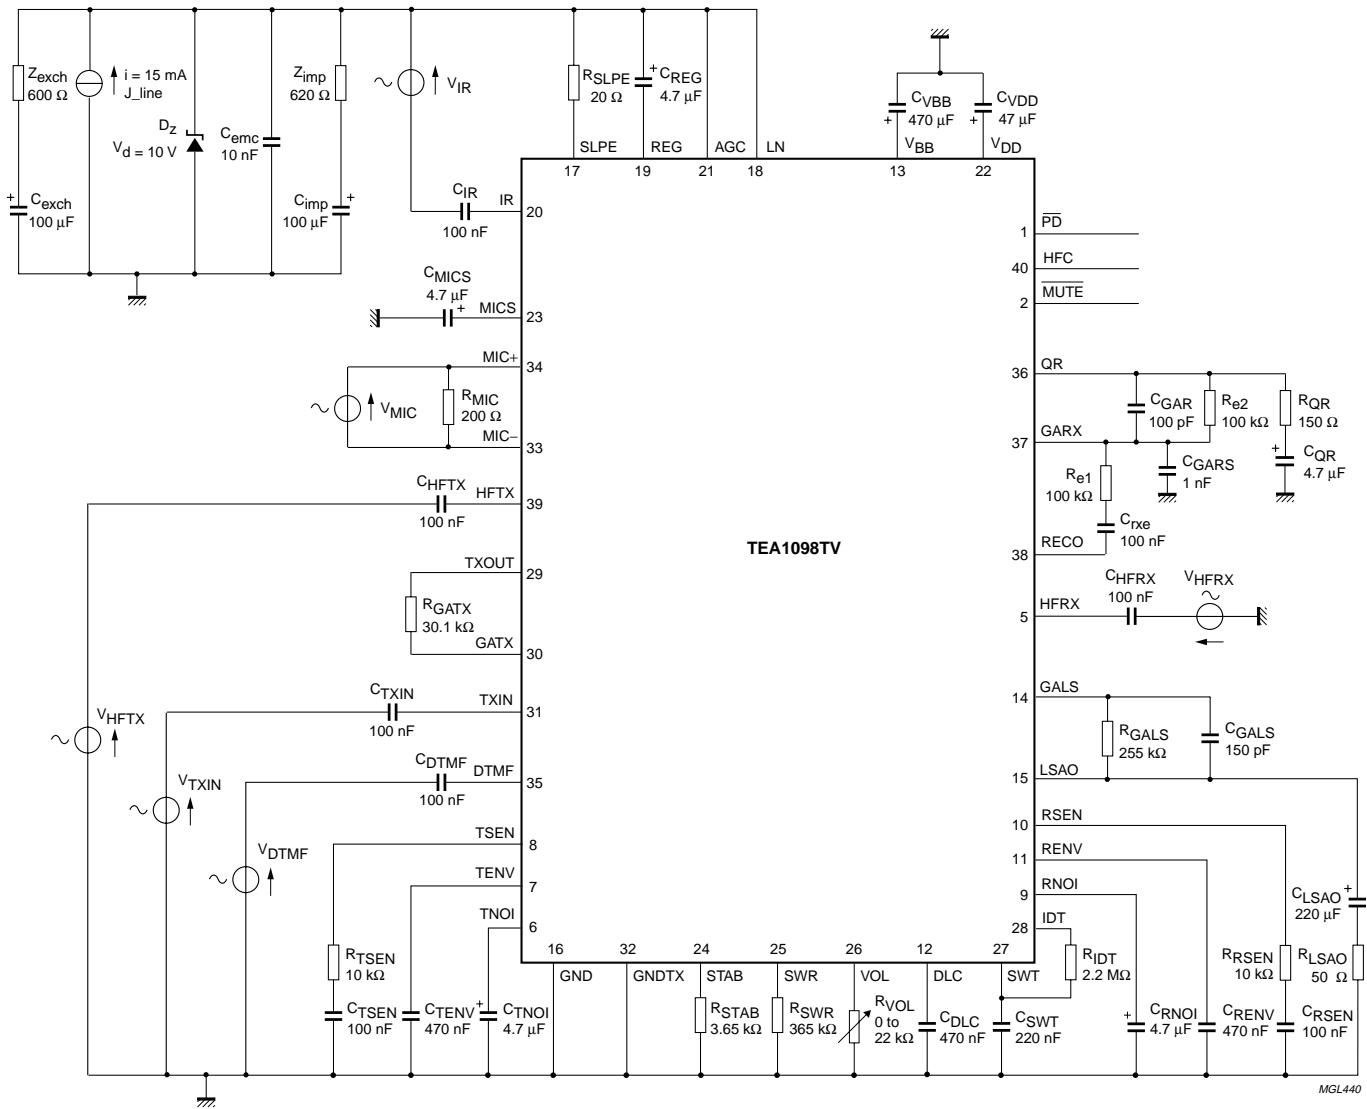 Zexch
600 Ω
i = 15 mA
J_line
Dz
Vd = 10 V
Cemc
10 nF
Zimp
620 Ω
Cexch
+
100 μF
Cimp
+
100 μF
VIR
CIR
100 nF
IR
20
RSLPE
20 Ω
+
CREG
4.7 μF
SLPE
REG
AGC
LN
17
19
21
18
CVBB
470 μF
+
CVDD
47 μF
+
VBB
VDD
13
22
CMICS
4.7 μF
+
MICS
23
MIC+
34
VMIC
RMIC
200 Ω
MIC−
33
CHFTX
100 nF
HFTX
39
TXOUT
29
RGATX
30.1 kΩ
GATX
30
CTXIN
100 nF
TXIN
31
VHFTX
CDTMF
100 nF
DTMF
35
VTXIN
VDTMF
TSEN
8
TENV
7
TNOI
6
TEA1098TV
1
PD
40
HFC
2
MUTE
36
QR
CGAR
100 pF
Re2
100 kΩ
RQR
150 Ω
37
GARX
Re1
100 kΩ
CGARS
1 nF
+
CQR
4.7 μF
Crxe
100 nF
38
RECO
5
HFRX
CHFRX
100 nF
VHFRX
14
GALS
RGALS
255 kΩ
CGALS
150 pF
15
LSAO
10
RSEN
11
RENV
9
RNOI
28
IDT
CLSAO
+
220 μF
RTSEN
10 kΩ
CTSEN
100 nF
CTENV
470 nF
+
CTNOI
4.7 μF
16
GND
32
GNDTX
24
STAB
25
SWR
26
VOL
12
DLC
27
SWT
RSTAB
3.65 kΩ
RSWR
365 kΩ
RVOL
0 to
22 kΩ
CDLC
470 nF
CSWT
220 nF
RIDT
2.2 MΩ
+
CRNOI
4.7 μF
CRENV
470 nF
RRSEN
10 kΩ
CRSEN
100 nF
RLSAO
50 Ω
MGL440